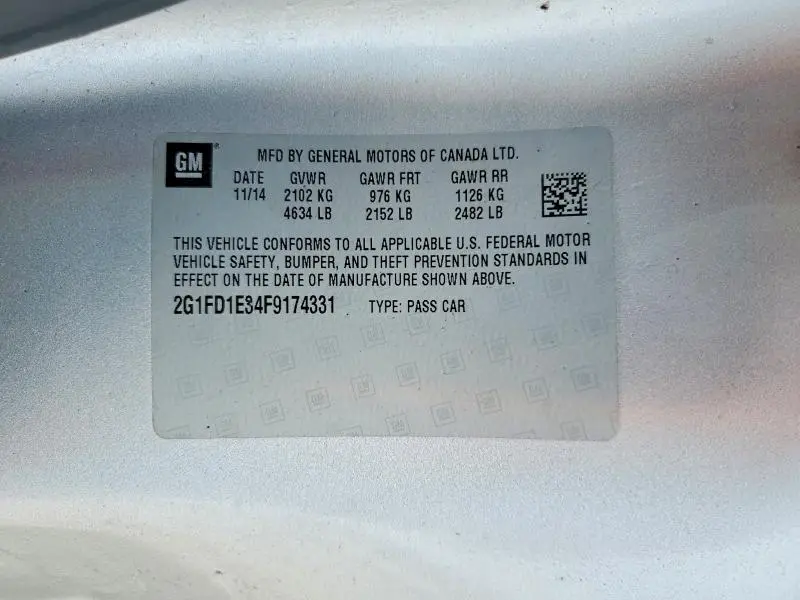 GM
MFD BY GENERAL MOTORS OF CANADA LTD.
DATE GVWR GAWR FRT GAWR RR
11/14 2102 KG 976 KG 1126 KG
4634 LB 2152 LB 2482 LB
THIS VEHICLE CONFORMS TO ALL APPLICABLE U.S. FEDERAL MOTOR
VEHICLE SAFETY, BUMPER, AND THEFT PREVENTION STANDARDS IN
EFFECT ON THE DATE OF MANUFACTURE SHOWN ABOVE.
2G1FD1E34F9174331 TYPE: PASS CAR